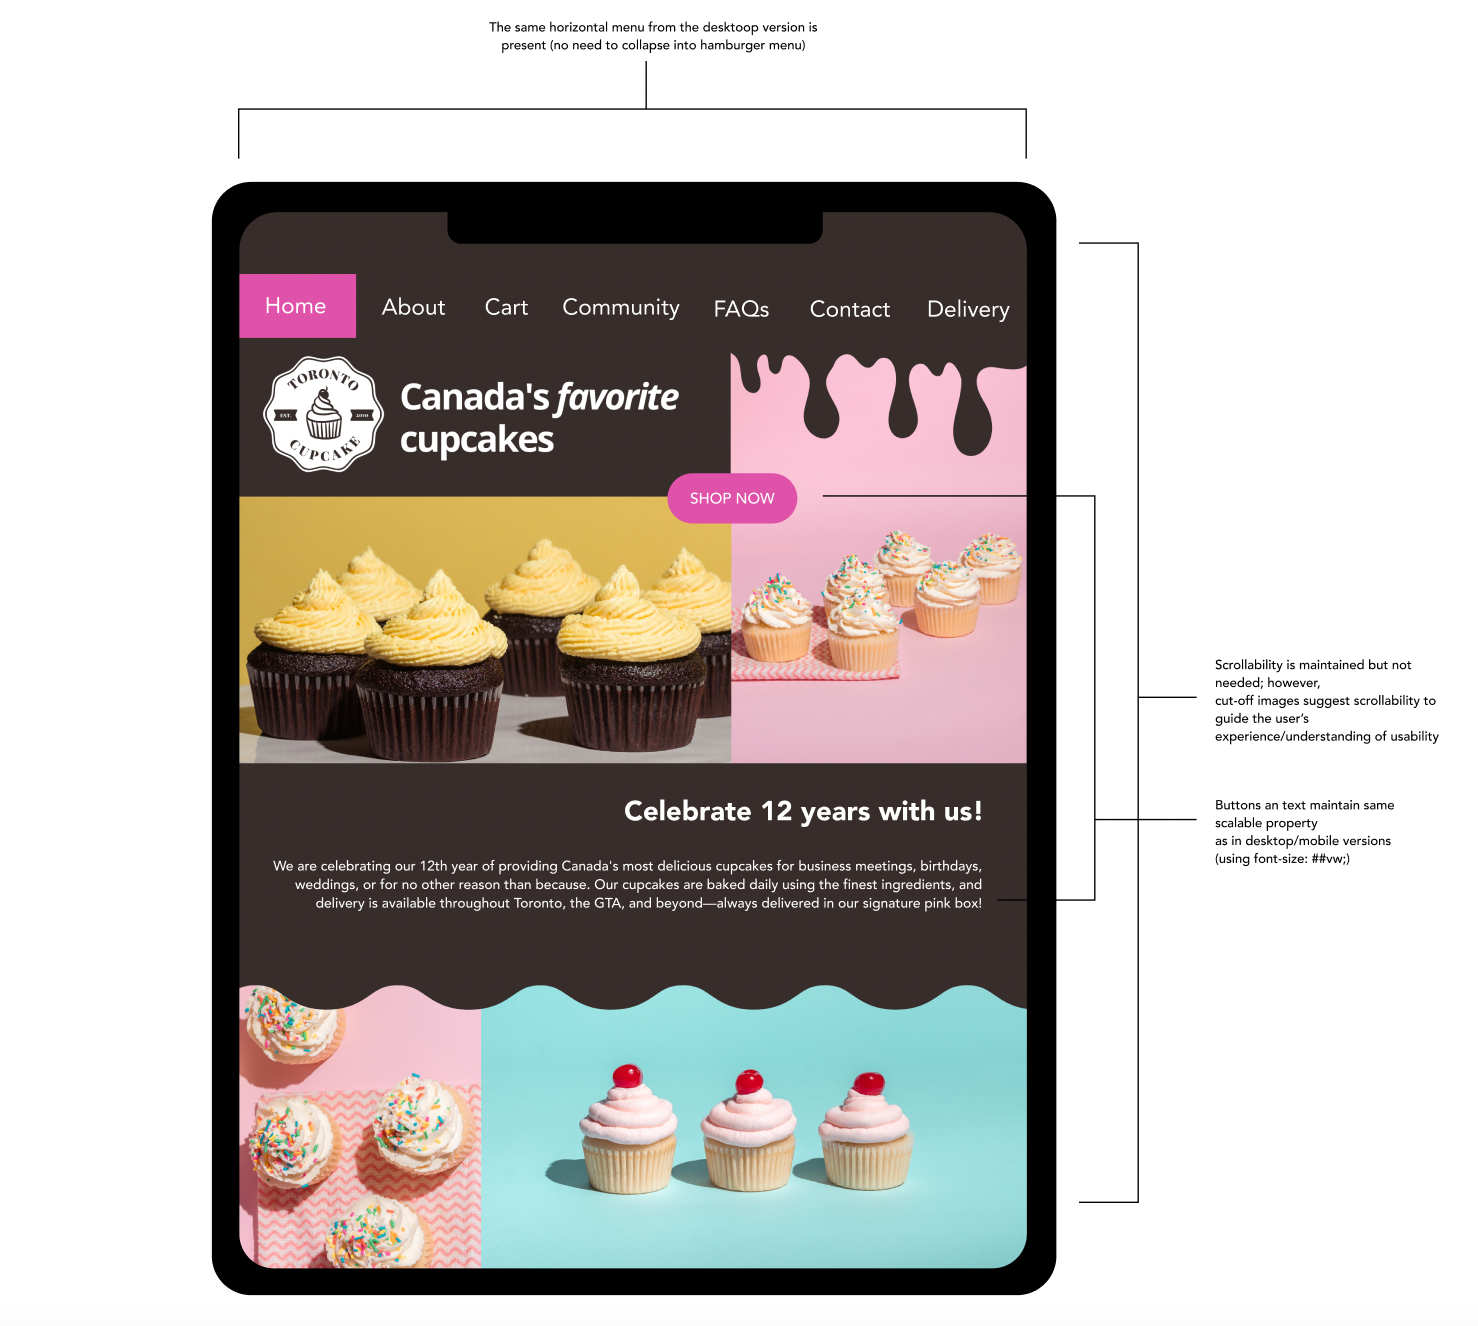 The same horizontal menu from the desktoop version is
present (no need to collapse into hamburger menu)
Home About Cart Community FAQs Contact Delivery
TORONTO
EST. 2010
CUPCAKE
Canada's favorite
cupcakes
SHOP NOW
Scrollability is maintained but not
needed; however,
cut-off images suggest scrollability to
guide the user's
experience/understanding of usability
Buttons an text maintain same
scalable property
as in desktop/mobile versions
(using font-size: ##vw;)
Celebrate 12 years with us!
We are celebrating our 12th year of providing Canada's most delicious cupcakes for business meetings, birthdays,
weddings, or for no other reason than because. Our cupcakes are baked daily using the finest ingredients, and
delivery is available throughout Toronto, the GTA, and beyond—always delivered in our signature pink box!